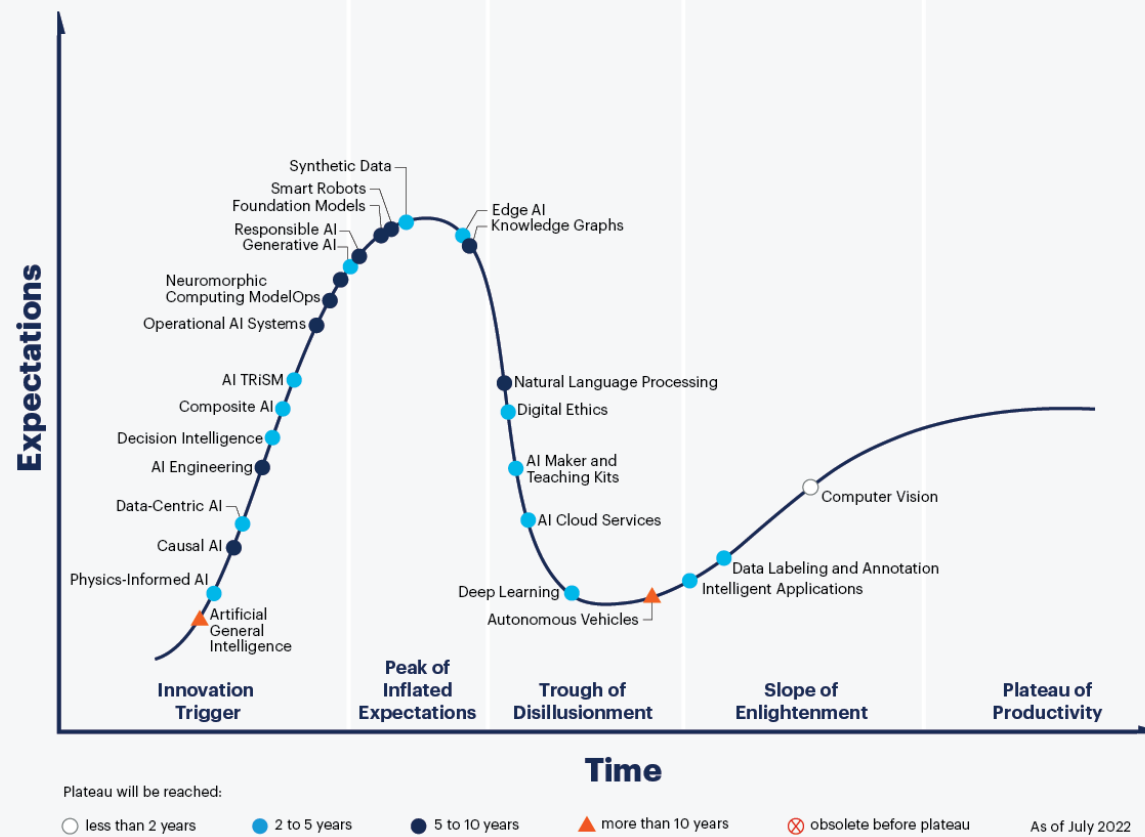 Expectations
Synthetic Data
Smart Robots
Foundation Models
Edge AI
Knowledge Graphs
Responsible AI
Generative AI
Neuromorphic
Computing ModelOps
Operational AI Systems
AI TRiSM
Composite AI
Decision Intelligence
AI Engineering
Data-Centric AI
Causal AI
Physics-Informed AI
Artificial
General
Intelligence
Natural Language Processing
Digital Ethics
AI Maker and
Teaching Kits
AI Cloud Services
Deep Learning
Autonomous Vehicles
Computer Vision
Data Labeling and Annotation
Intelligent Applications
Innovation
Trigger
Peak of
Inflated
Expectations
Trough of
Disillusionment
Slope of
Enlightenment
Plateau of
Productivity
Time
Plateau will be reached:
less than 2 years
2 to 5 years
5 to 10 years
more than 10 years
obsolete before plateau
As of July 2022